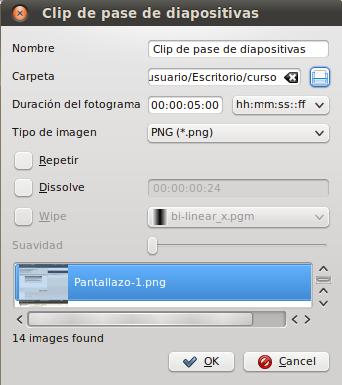 Clip de pase de diapositivas
Nombre Clip de pase de diapositivas
Carpeta usuario/Escritorio/curso
Duración del fotograma 00:00:05:00 hh:mm:ss::ff
Tipo de imagen PNG (*.png)
Repetir
Dissolve 00:00:00:24
Wipe bi-linear_x.pgm
Suavidad
Pantallazo-1.png
14 images found
OK Cancel